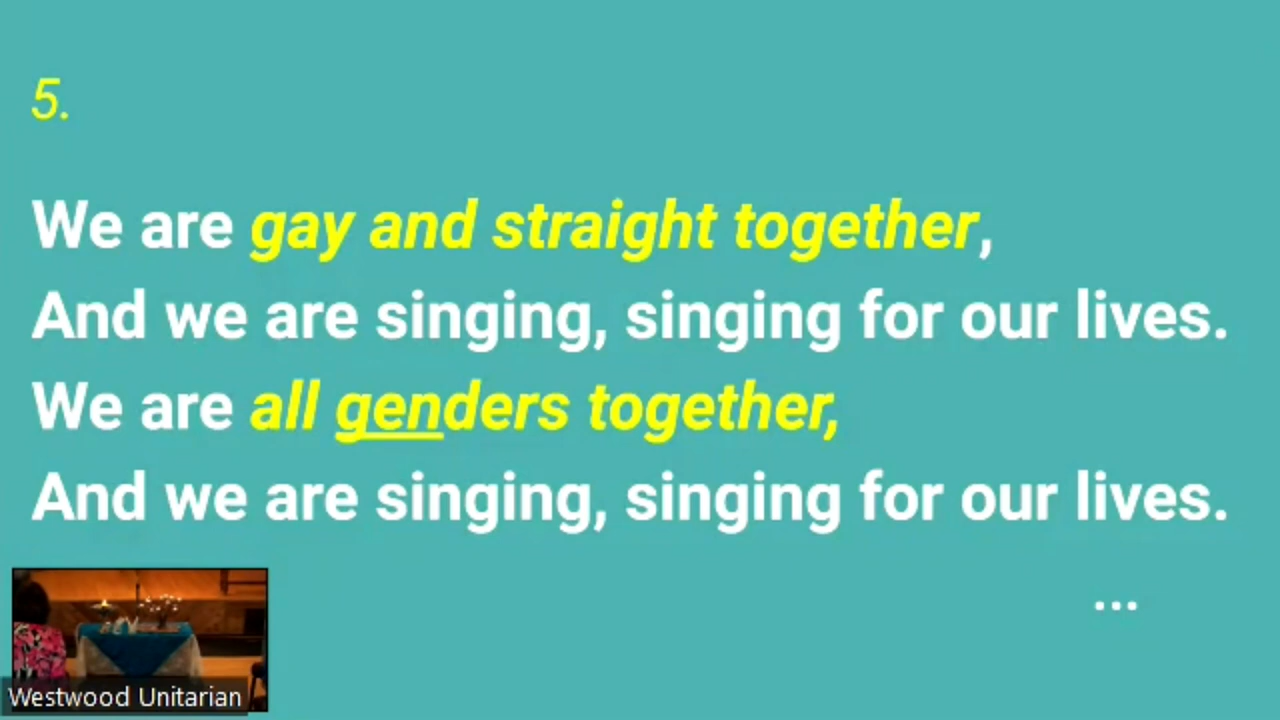 5.
We are gay and straight together,
And we are singing, singing for our lives.
We are all genders together,
And we are singing, singing for our lives.
...
Westwood Unitarian